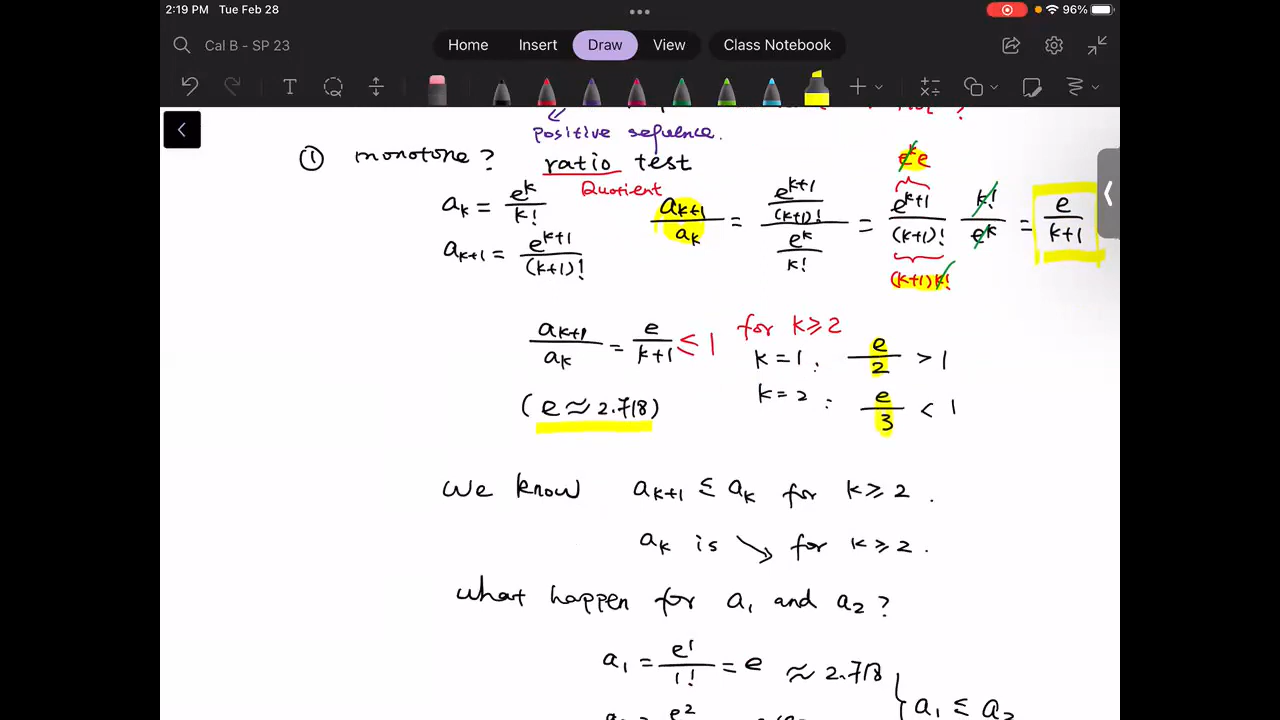 2:19 PM Tue Feb 28
96%
Cal B - SP 23
Home Insert Draw View Class Notebook
positive sequence.
① monotone? ratio test
Quotient
a_k = e^k / k!
a_{k+1} = e^{k+1} / (k+1)!
a_{k+1} / a_k = (e^{k+1} / (k+1)!) / (e^k / k!) = e^{k+1} / (k+1)! k! / e^k = e / k+1
e^k e
(k+1) k!
a_{k+1} / a_k = e / k+1 ≤ 1 for k ≥ 2
k = 1 : e / 2 > 1
k = 2 : e / 3 < 1
( e ≈ 2.718 )
We know a_{k+1} ≤ a_k for k ≥ 2 .
a_k is ↘ for k ≥ 2 .
What happen for a_1 and a_2 ?
a_1 = e^1 / 1! = e ≈ 2.718
a_1 ≤ a_2
e^2